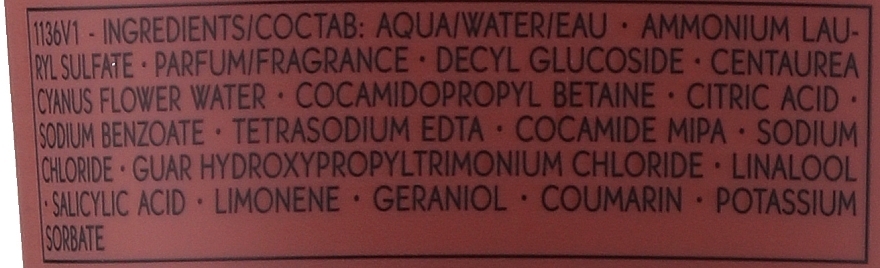 1136V1 - INGREDIENTS/COCTAB: AQUA/WATER/EAU · AMMONIUM LAU-
RYL SULFATE · PARFUM/FRAGRANCE · DECYL GLUCOSIDE · CENTAUREA
CYANUS FLOWER WATER · COCAMIDOPROPYL BETAINE · CITRIC ACID ·
SODIUM BENZOATE · TETRASODIUM EDTA · COCAMIDE MIPA · SODIUM
CHLORIDE · GUAR HYDROXYPROPYLTRIMONIUM CHLORIDE · LINALOOL
· SALICYLIC ACID · LIMONENE · GERANIOL · COUMARIN · POTASSIUM
SORBATE